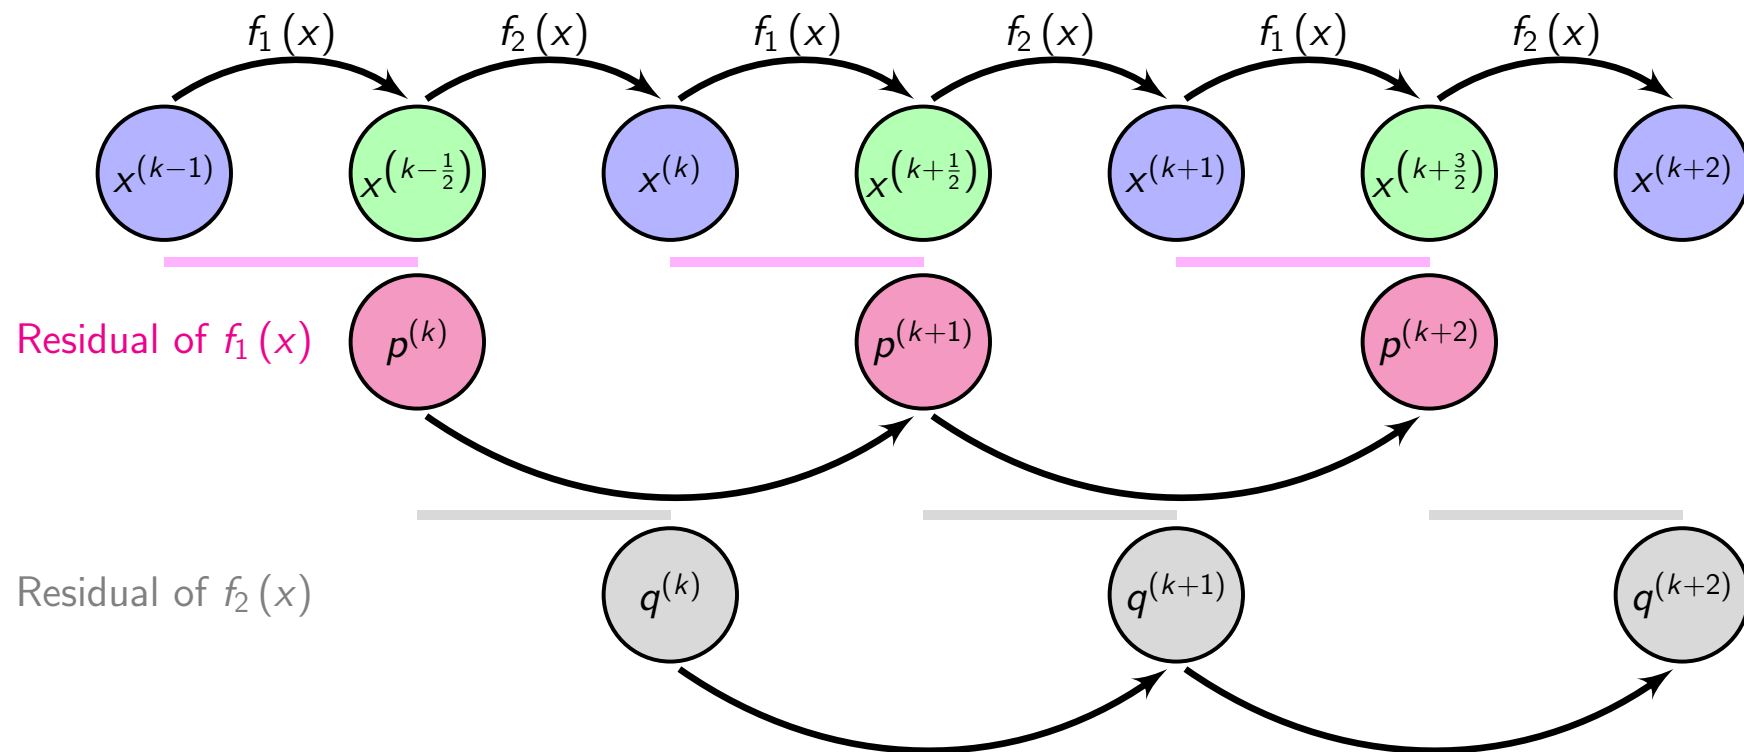 f₁(x) f₂(x) f₁(x) f₂(x) f₁(x) f₂(x)
x^(k−1) x^(k−½) x^(k) x^(k+½) x^(k+1) x^(k+3/2) x^(k+2)
Residual of f₁(x) p^(k) p^(k+1) p^(k+2)
Residual of f₂(x) q^(k) q^(k+1) q^(k+2)